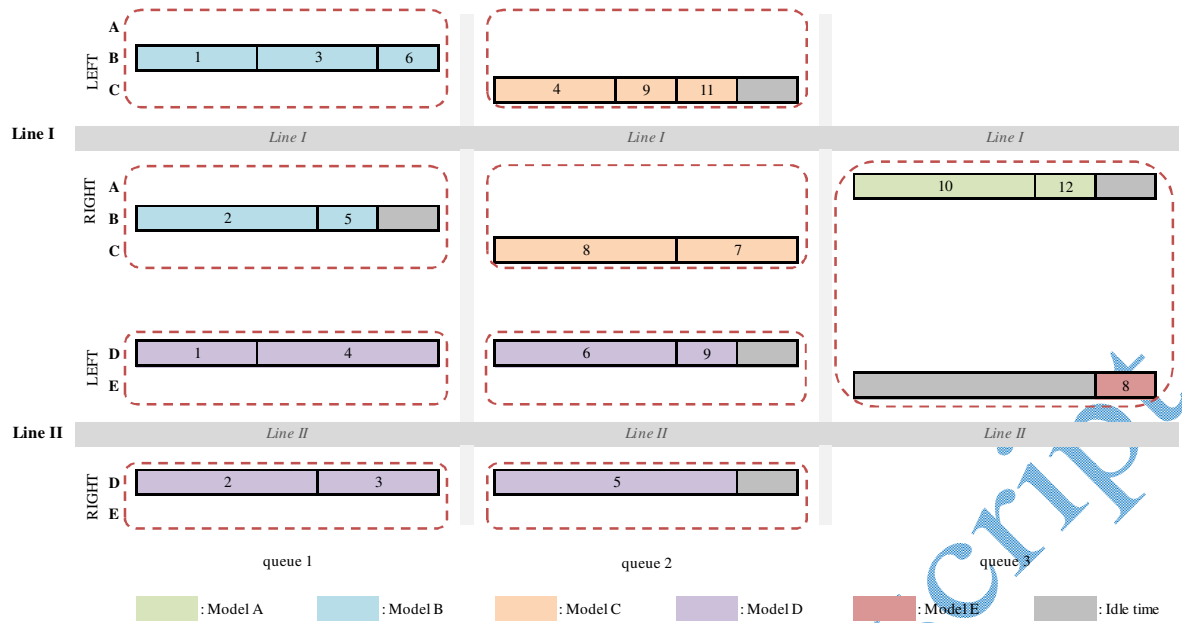 A
LEFT B 1 3 6
C 4 9 11
Line I Line I Line I Line I
RIGHT A 10 12
B 2 5
C 8 7
LEFT D 1 4 6 9
E 8
Line II Line II Line II Line II
RIGHT D 2 3 5
E
queue 1 queue 2 queue 3
: Model A : Model B : Model C : Model D : Model E : Idle time